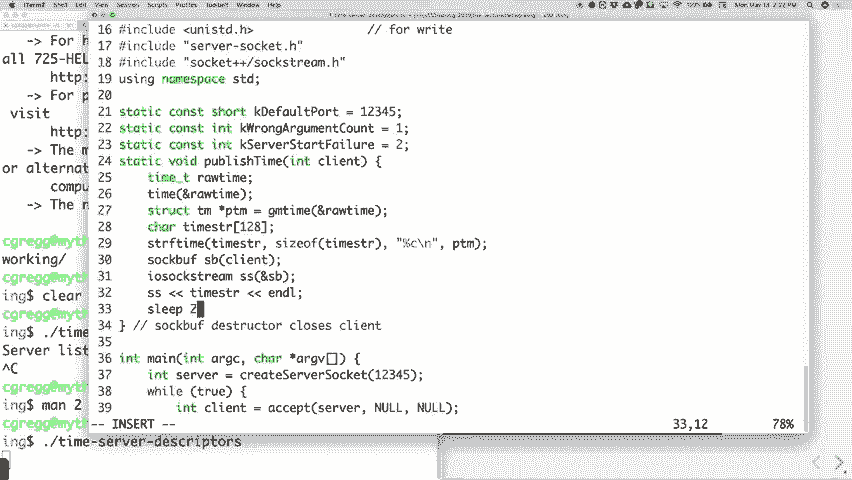 iTerm2 Shell Edit View Session Scripts Profiles Toolbelt Window Help
Mon May 13 2:22 PM
-> For h
all 725-HEL
http:
-> For p
visit
http:
-> The m
or alternat
compu
-> The n
cgregg@myth
working/
cgregg@myth
ing$ clear
cgregg@myth
ing$ ./time
Server list
^C
cgregg@myth
ing$ man 2
cgregg@myth
ing$ ./time-server-descriptors
16 #include <unistd.h> // for write
17 #include "server-socket.h"
18 #include "socket++/sockstream.h"
19 using namespace std;
20
21 static const short kDefaultPort = 12345;
22 static const int kWrongArgumentCount = 1;
23 static const int kServerStartFailure = 2;
24 static void publishTime(int client) {
25 time_t rawtime;
26 time(&rawtime);
27 struct tm *ptm = gmtime(&rawtime);
28 char timestr[128];
29 strftime(timestr, sizeof(timestr), "%c\n", ptm);
30 sockbuf sb(client);
31 iosockstream ss(&sb);
32 ss << timestr << endl;
33 sleep 2
34 } // sockbuf destructor closes client
35
36 int main(int argc, char *argv[]) {
37 int server = createServerSocket(12345);
38 while (true) {
39 int client = accept(server, NULL, NULL);
-- INSERT -- 33,12 78%